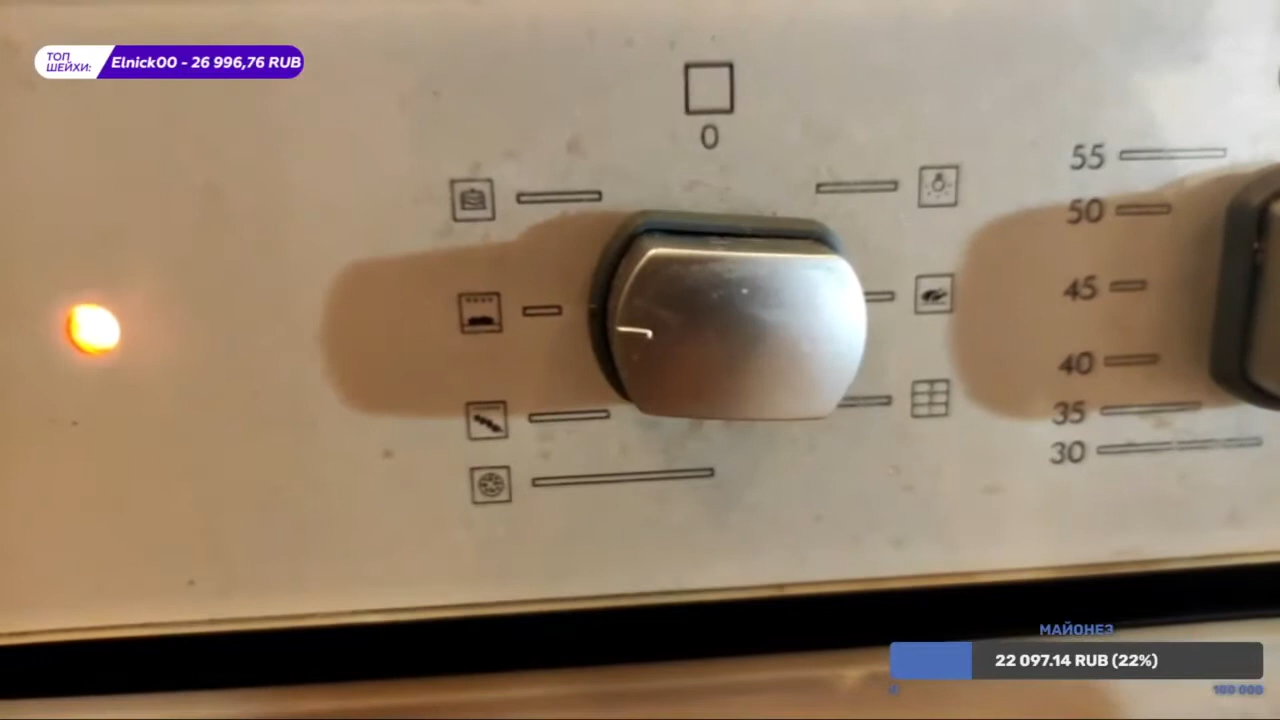 ТОП
ШЕЙХИ:
Elnick00 - 26 996,76 RUB
0
55
50
45
40
35
30
МАЙОНЕЗ
22 097.14 RUB (22%)
0
100 000